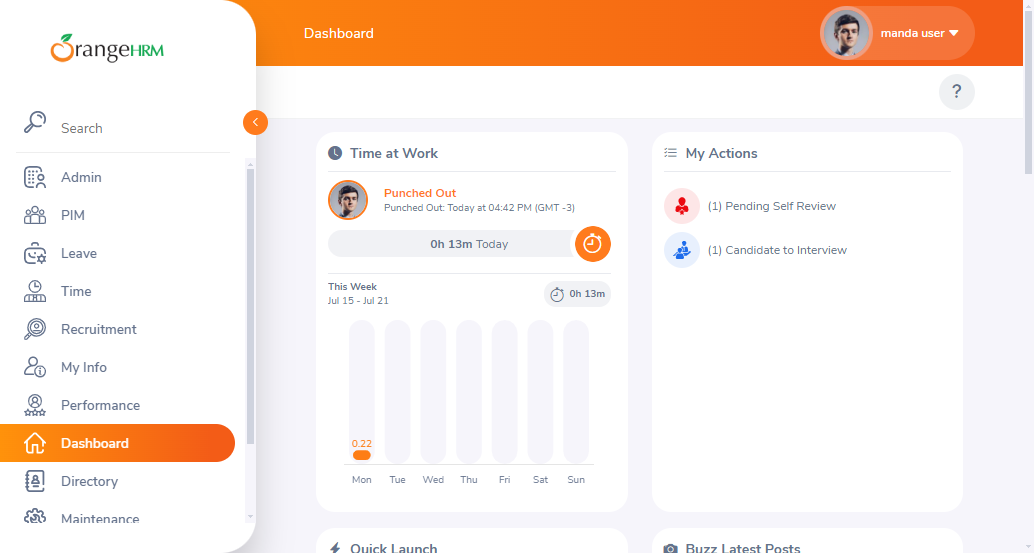 OrangeHRM
Dashboard
manda user
?
Search
Admin
PIM
Leave
Time
Recruitment
My Info
Performance
Dashboard
Directory
Maintenance
Time at Work
Punched Out
Punched Out: Today at 04:42 PM (GMT -3)
0h 13m Today
This Week
Jul 15 - Jul 21
0h 13m
0.22
Mon Tue Wed Thu Fri Sat Sun
My Actions
(1) Pending Self Review
(1) Candidate to Interview
Quick Launch
Buzz Latest Posts